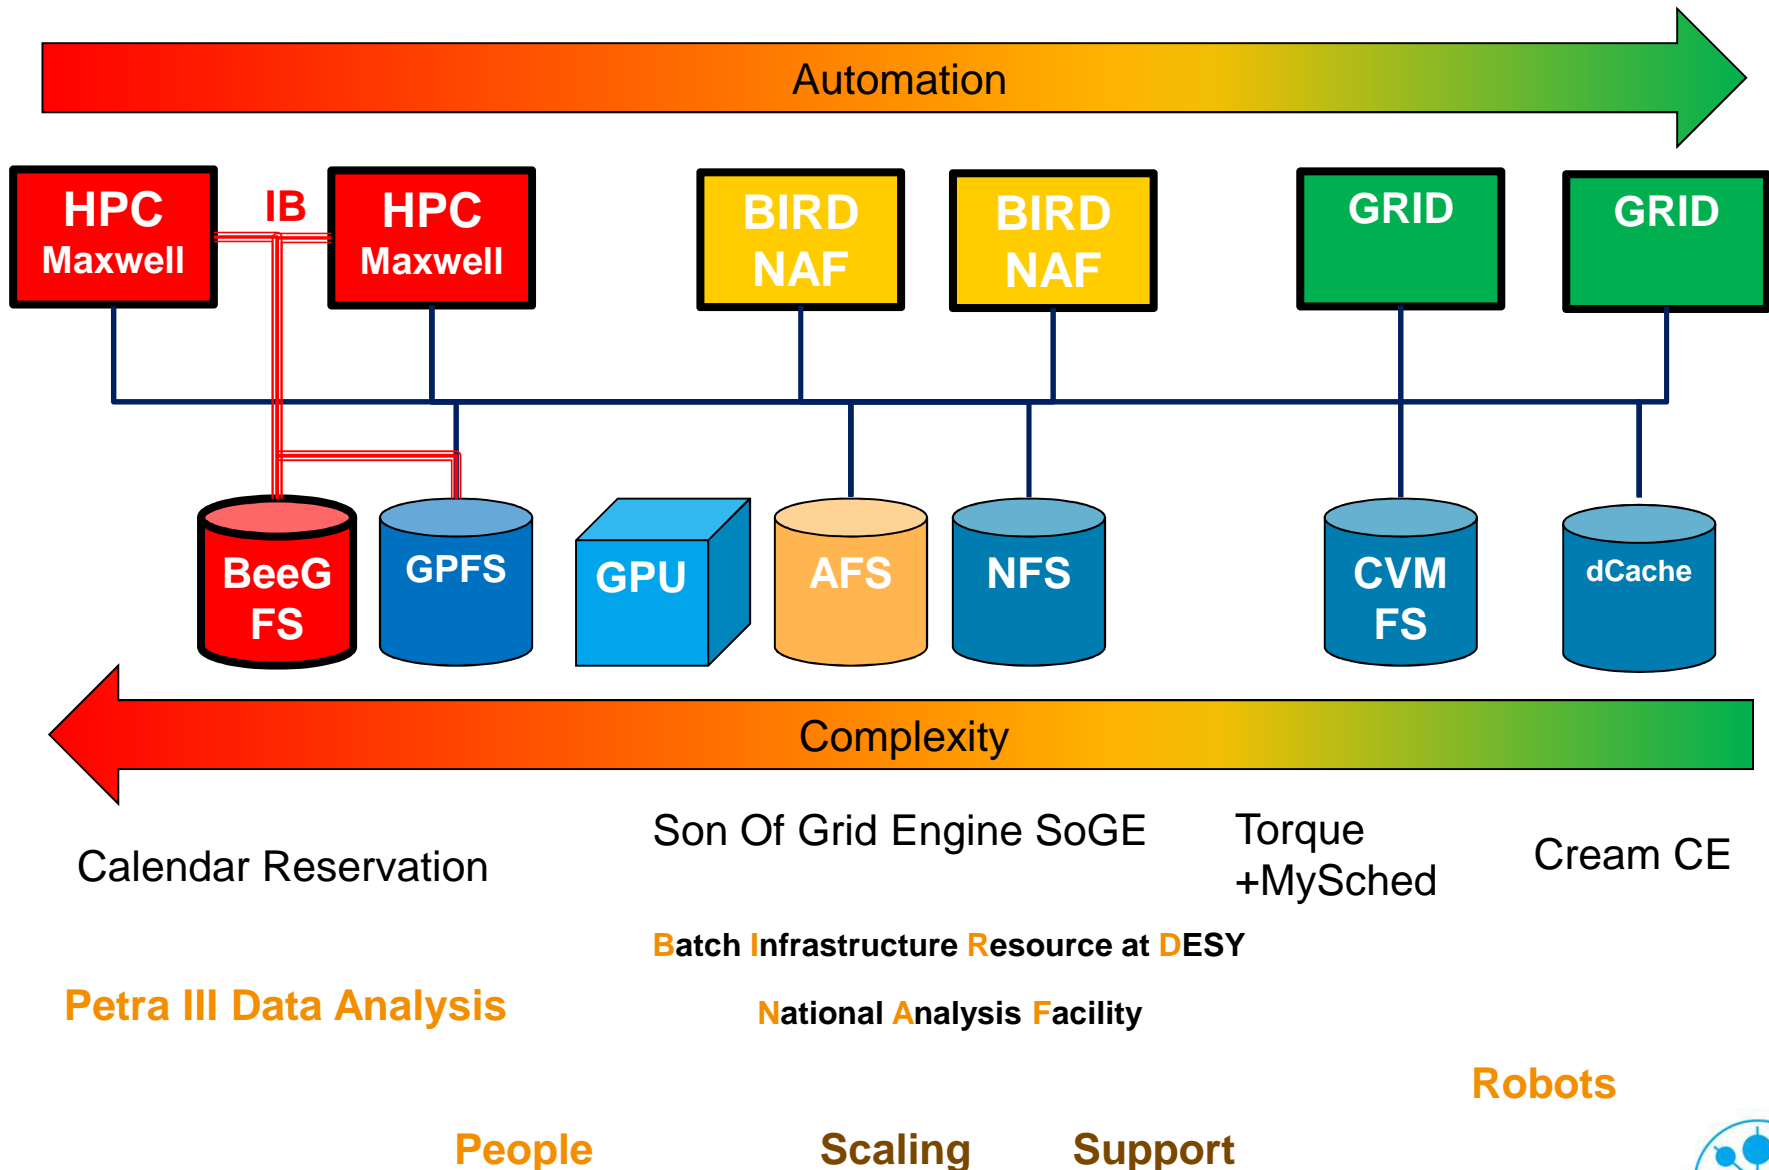 Automation
HPC
Maxwell
IB
HPC
Maxwell
BIRD
NAF
BIRD
NAF
GRID
GRID
BeeG
FS
GPFS
GPU
AFS
NFS
CVM
FS
dCache
Complexity
Calendar Reservation
Son Of Grid Engine SoGE
Torque
+MySched
Cream CE
Batch Infrastructure Resource at DESY
Petra III Data Analysis
National Analysis Facility
Robots
People
Scaling
Support